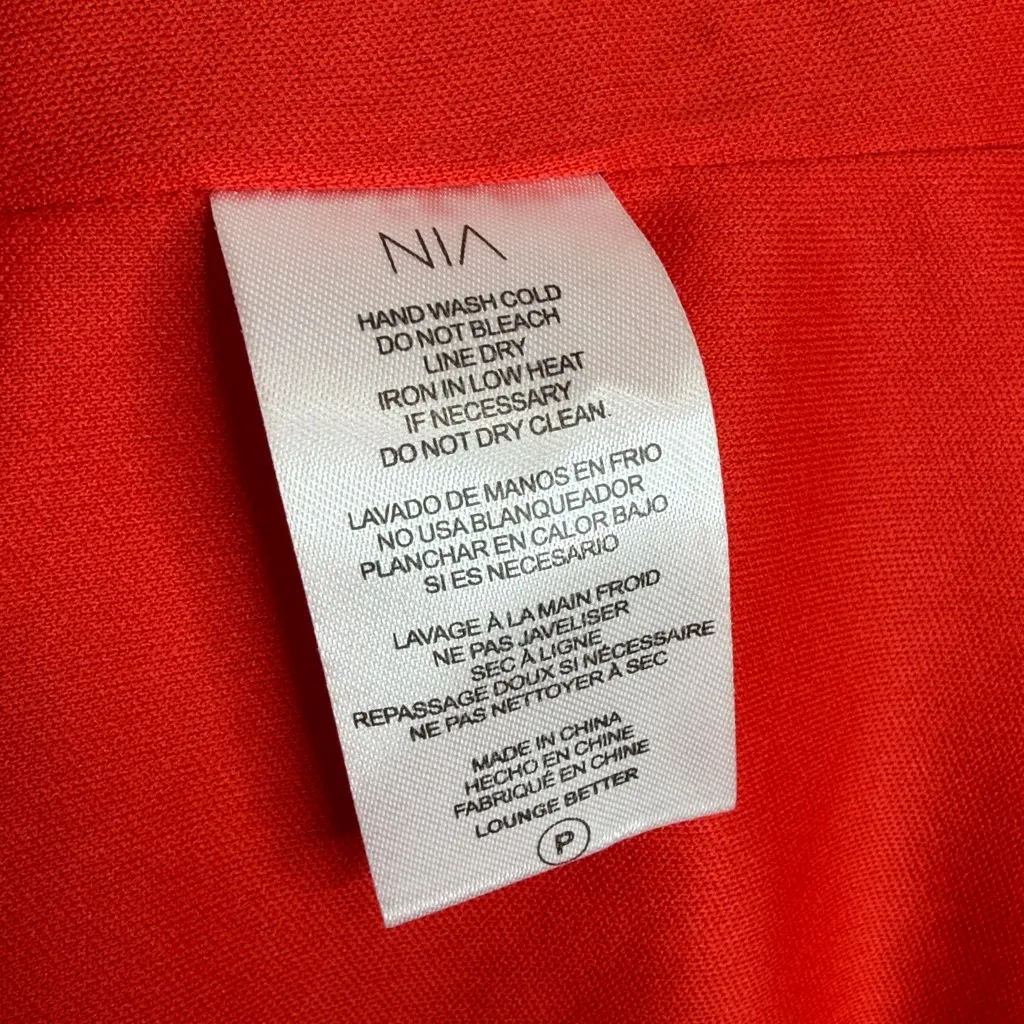 NIA
HAND WASH COLD
DO NOT BLEACH
LINE DRY
IRON IN LOW HEAT
IF NECESSARY
DO NOT DRY CLEAN.
LAVADO DE MANOS EN FRIO
NO USA BLANQUEADOR
PLANCHAR EN CALOR BAJO
SI ES NECESARIO
LAVAGE À LA MAIN FROID
NE PAS JAVELISER
SEC À LIGNE
REPASSAGE DOUX SI NÉCESSAIRE
NE PAS NETTOYER À SEC
MADE IN CHINA
HECHO EN CHINE
FABRIQUÉ EN CHINE
LOUNGE BETTER
P